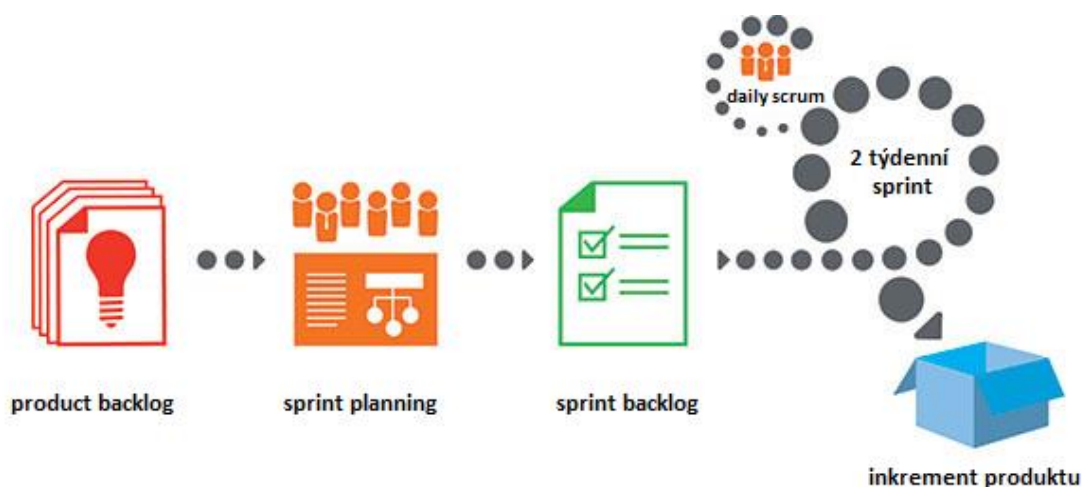 daily scrum
2 týdenní
sprint
product backlog
sprint planning
sprint backlog
inkrement produktu